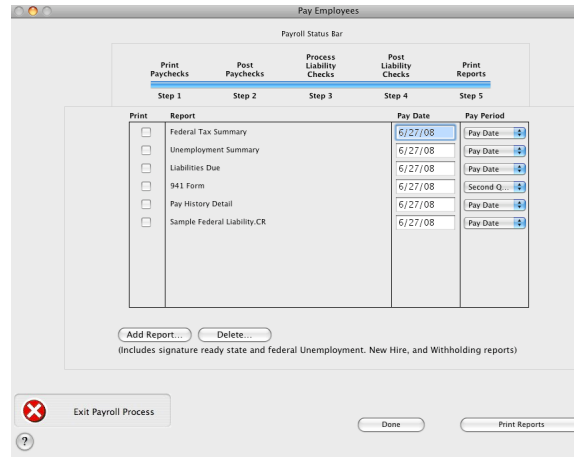 Pay Employees
Payroll Status Bar
Print Paychecks
Post Paychecks
Process Liability Checks
Post Liability Checks
Print Reports
Step 1 Step 2 Step 3 Step 4 Step 5
Print Report Pay Date Pay Period
Federal Tax Summary 6/27/08 Pay Date
Unemployment Summary 6/27/08 Pay Date
Liabilities Due 6/27/08 Pay Date
941 Form 6/27/08 Second Q...
Pay History Detail 6/27/08 Pay Date
Sample Federal Liability.CR 6/27/08 Pay Date
Add Report... Delete...
(Includes signature ready state and federal Unemployment. New Hire, and Withholding reports)
Exit Payroll Process
Done Print Reports
?